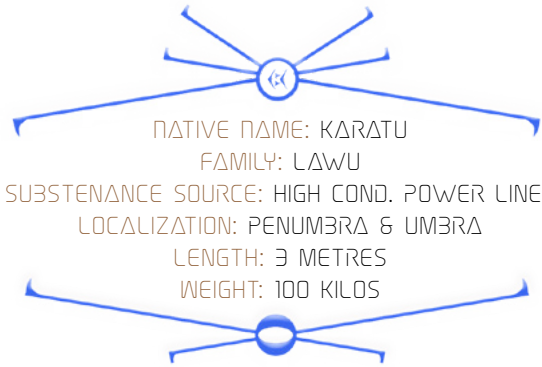 NATIVE NAME: KARATU
FAMILY: LAWU
SUBSTENANCE SOURCE: HIGH COND. POWER LINE
LOCALIZATION: PENUMBRA & UMBRA
LENGTH: 3 METRES
WEIGHT: 100 KILOS